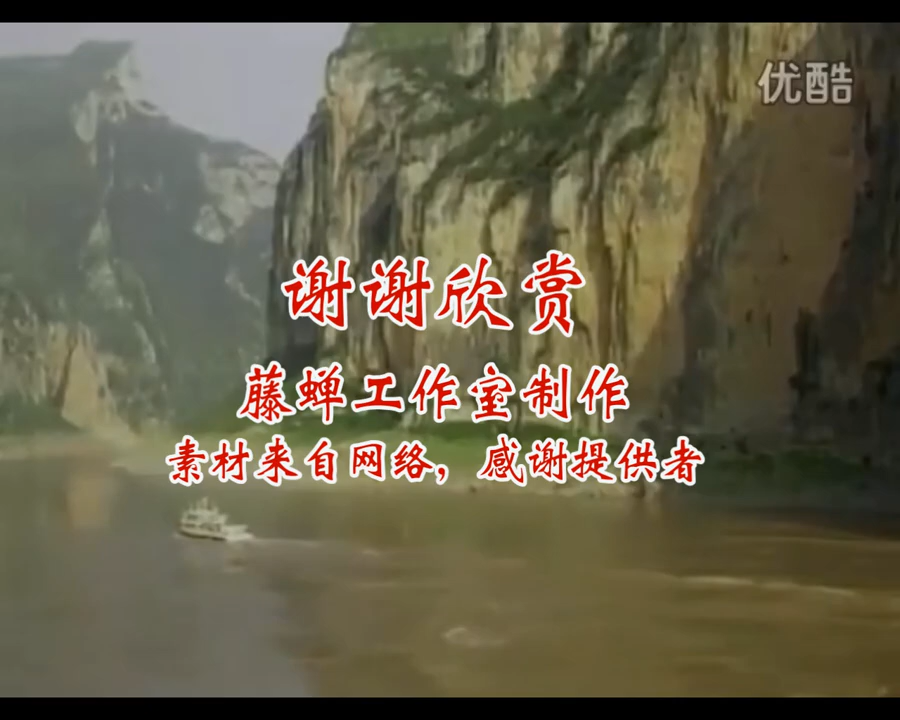 优酷
谢谢欣赏
藤蝉工作室制作
素材来自网络，感谢提供者